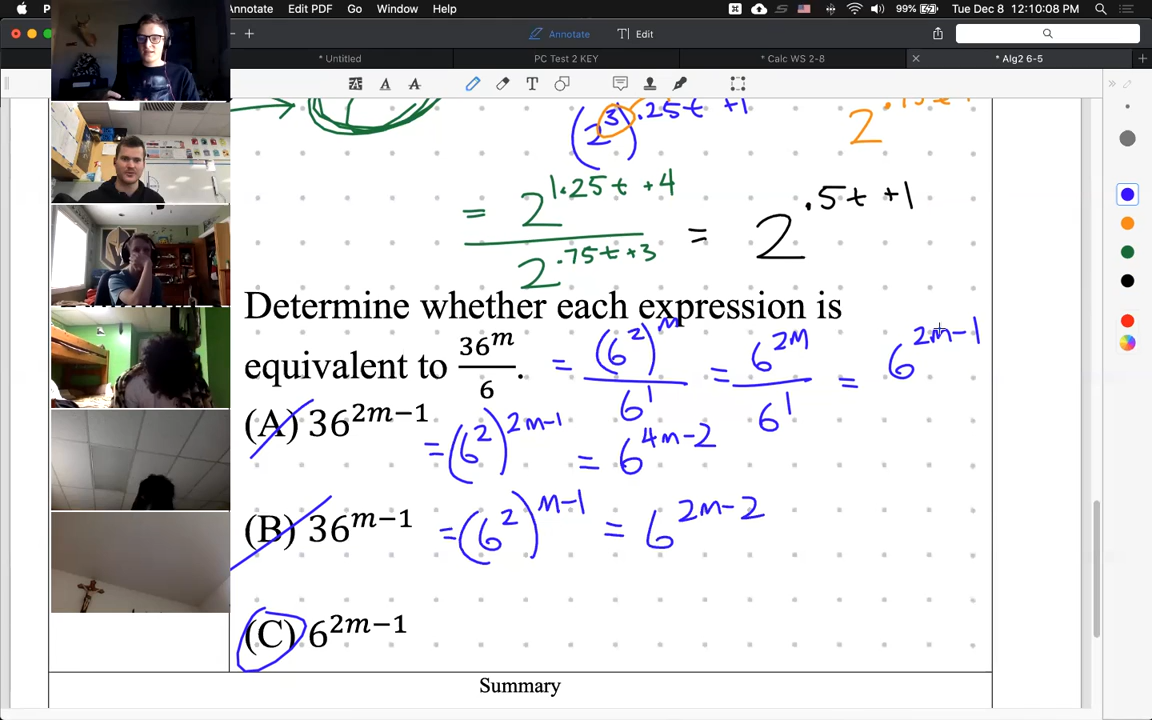 Annotate Edit PDF Go Window Help 99% Tue Dec 8 12:10:08 PM
Annotate Edit
* Untitled PC Test 2 KEY * Calc WS 2-8 * Alg2 6-5
(2^3)^.25t +1
= 2^1.25t +4 / 2^.75t+3 = 2^.5t +1
Determine whether each expression is
equivalent to 36^m / 6. = (6^2)^m / 6^1 = 6^2m / 6^1 = 6^2m-1
(A) 36^2m−1 = (6^2)^2m-1 = 6^4m-2
(B) 36^m−1 = (6^2)^m-1 = 6^2m-2
(C) 6^2m−1
Summary